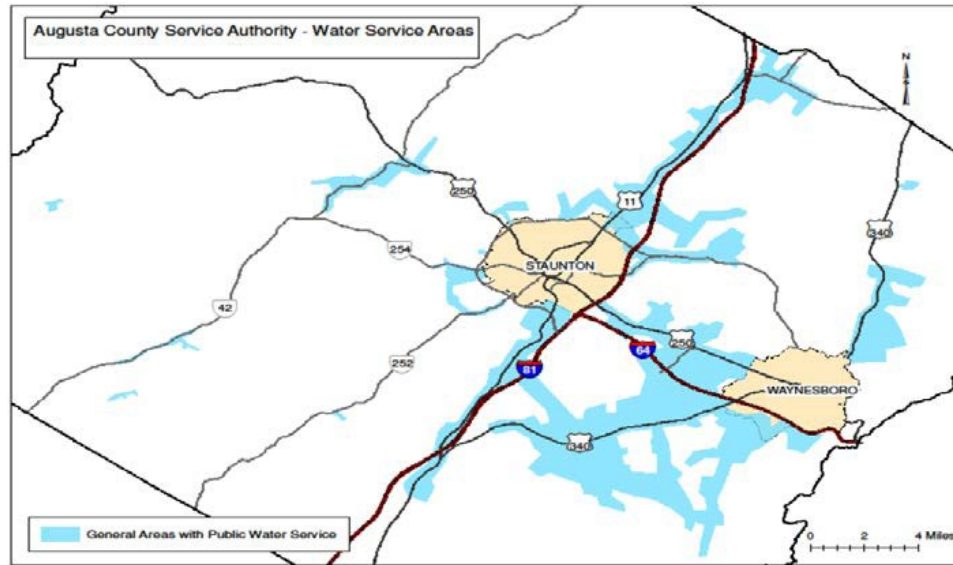 Augusta County Service Authority - Water Service Areas
N
250
11
340
254
STAUNTON
42
250
64
252
81
WAYNESBORO
340
General Areas with Public Water Service
0 2 4 Miles